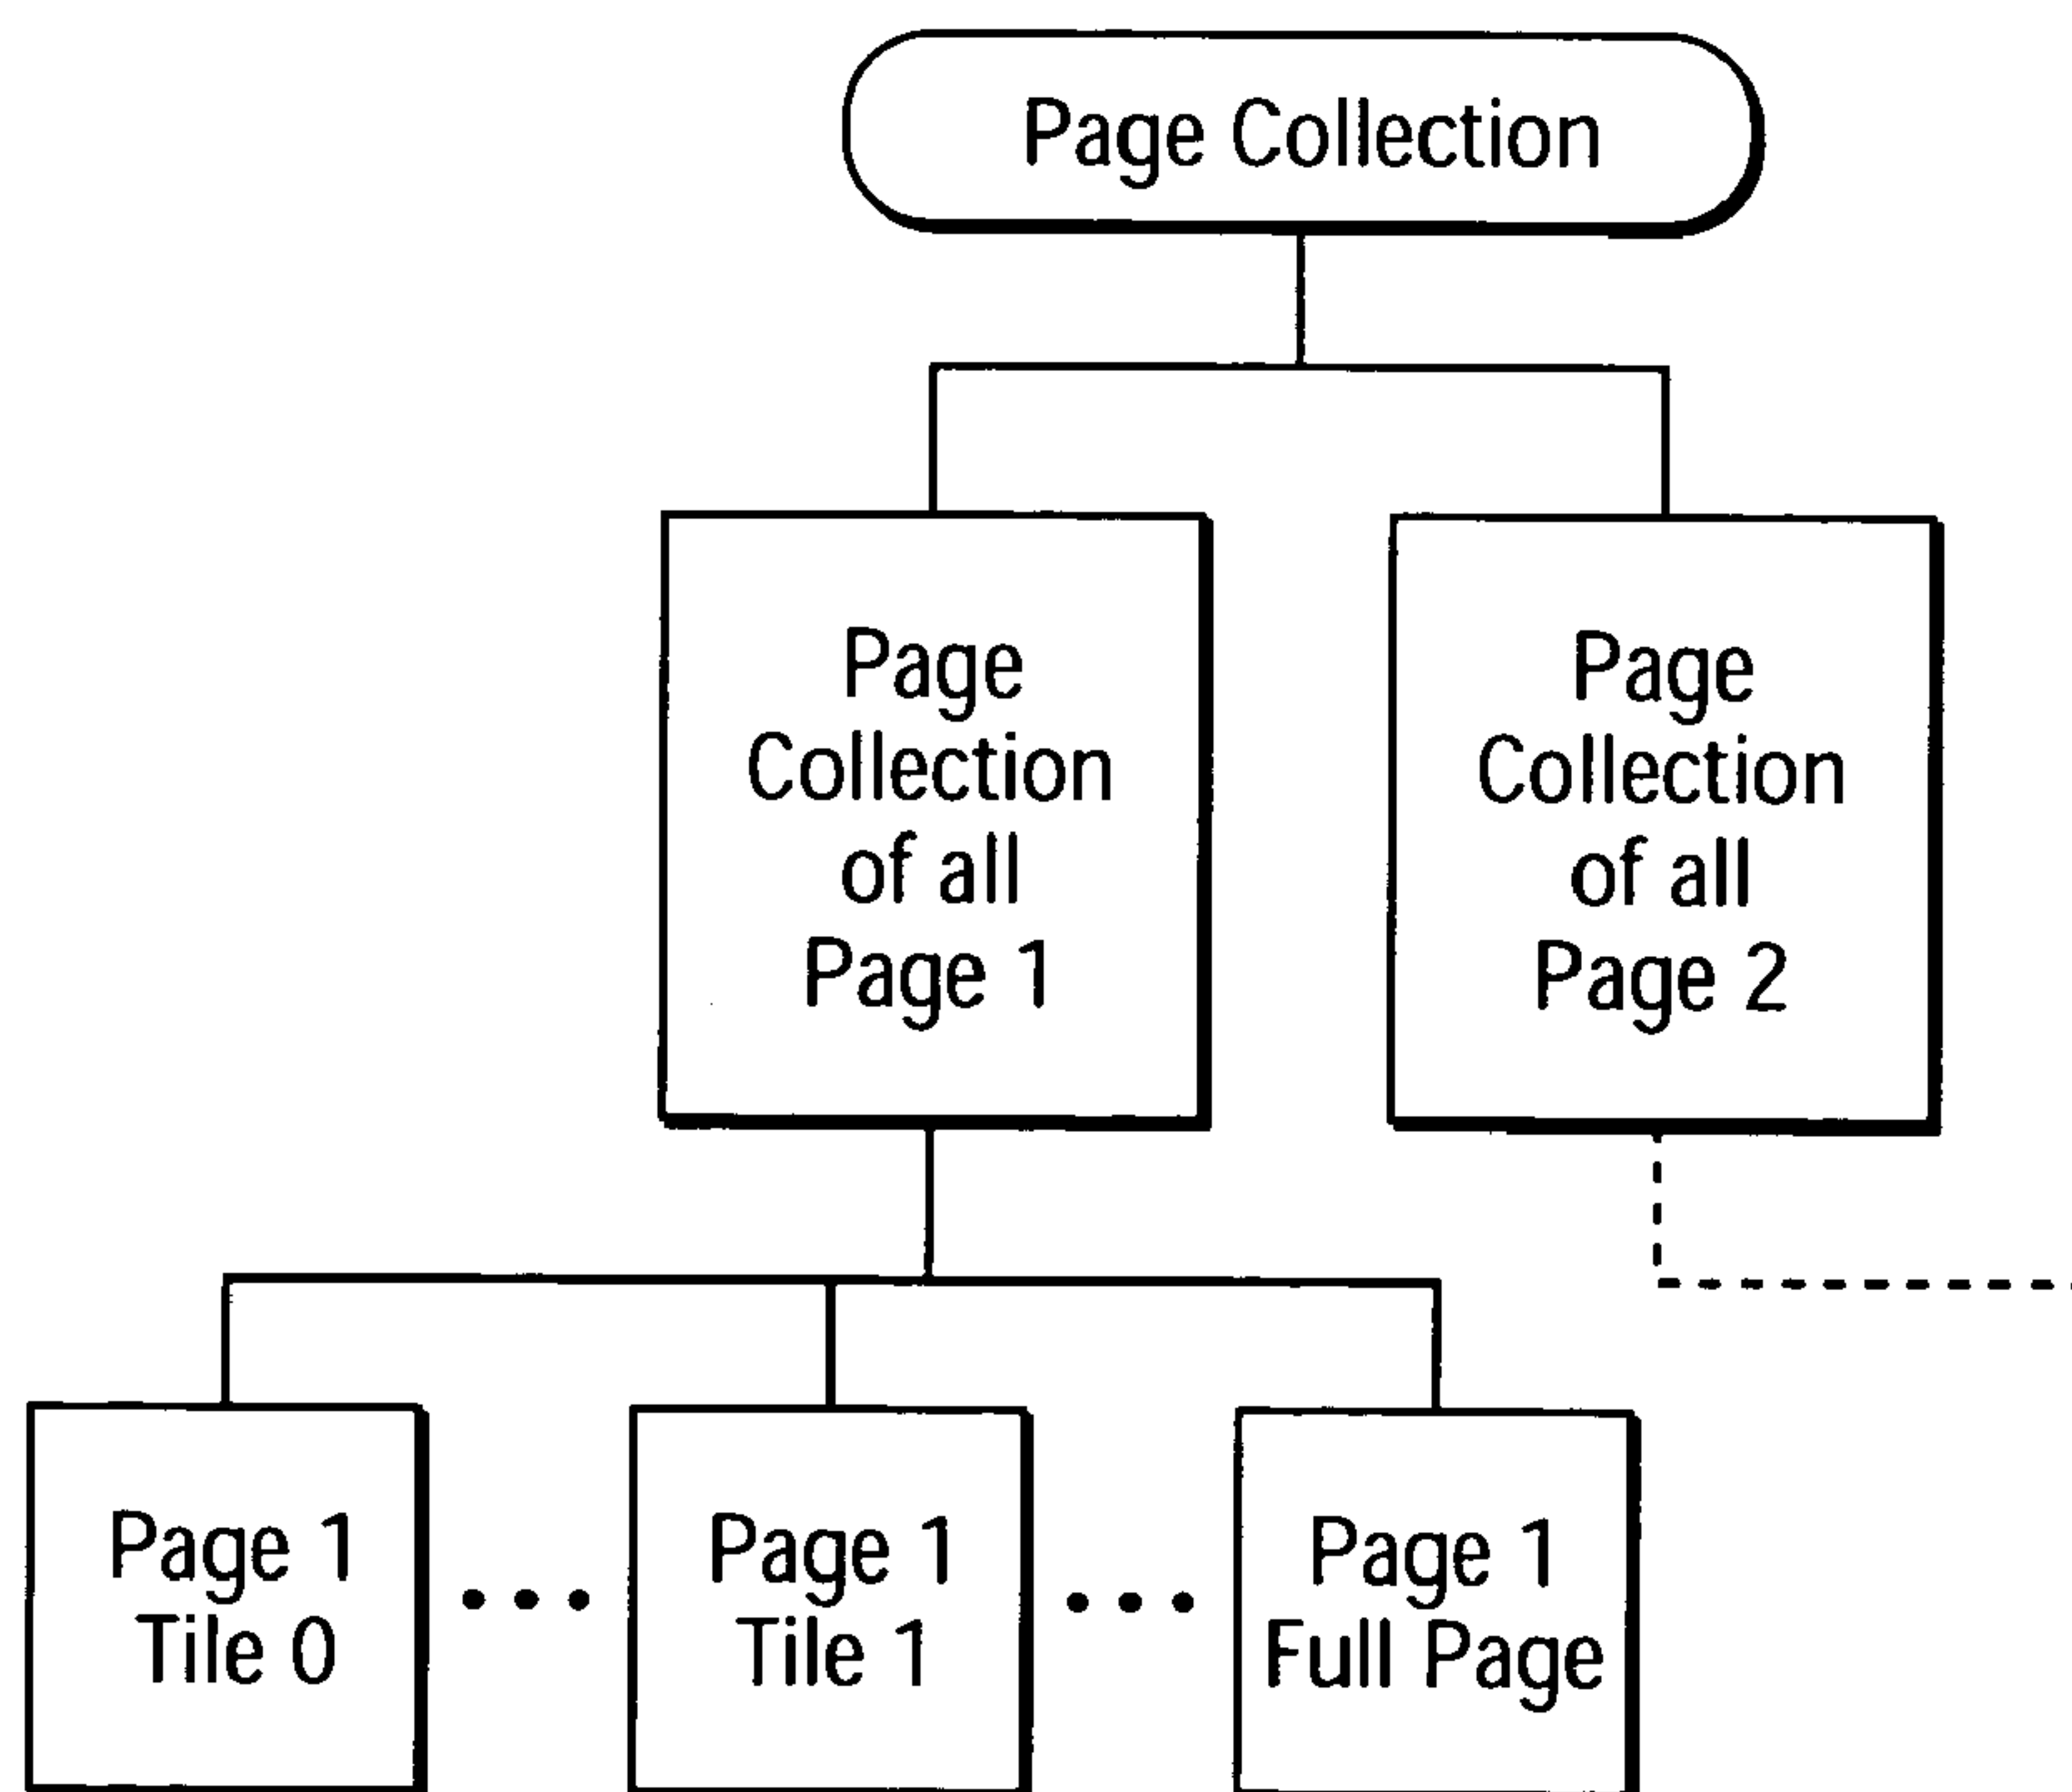 Page Collection
Page
Collection
of all
Page 1
Page
Collection
of all
Page 2
Page 1
Tile 0
Page 1
Tile 1
Page 1
Full Page